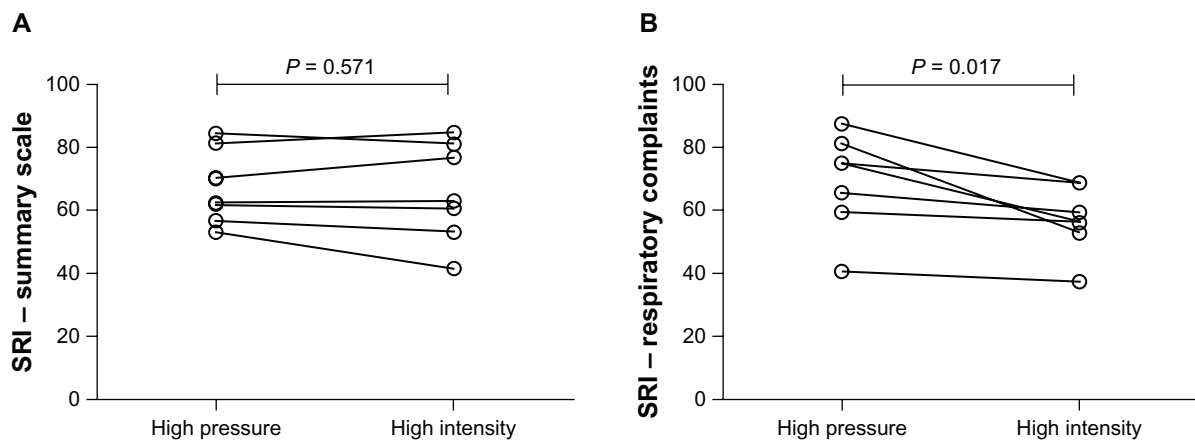 A
P = 0.571
SRI – summary scale
100
80
60
40
20
0
High pressure
High intensity
B
P = 0.017
SRI – respiratory complaints
100
80
60
40
20
0
High pressure
High intensity